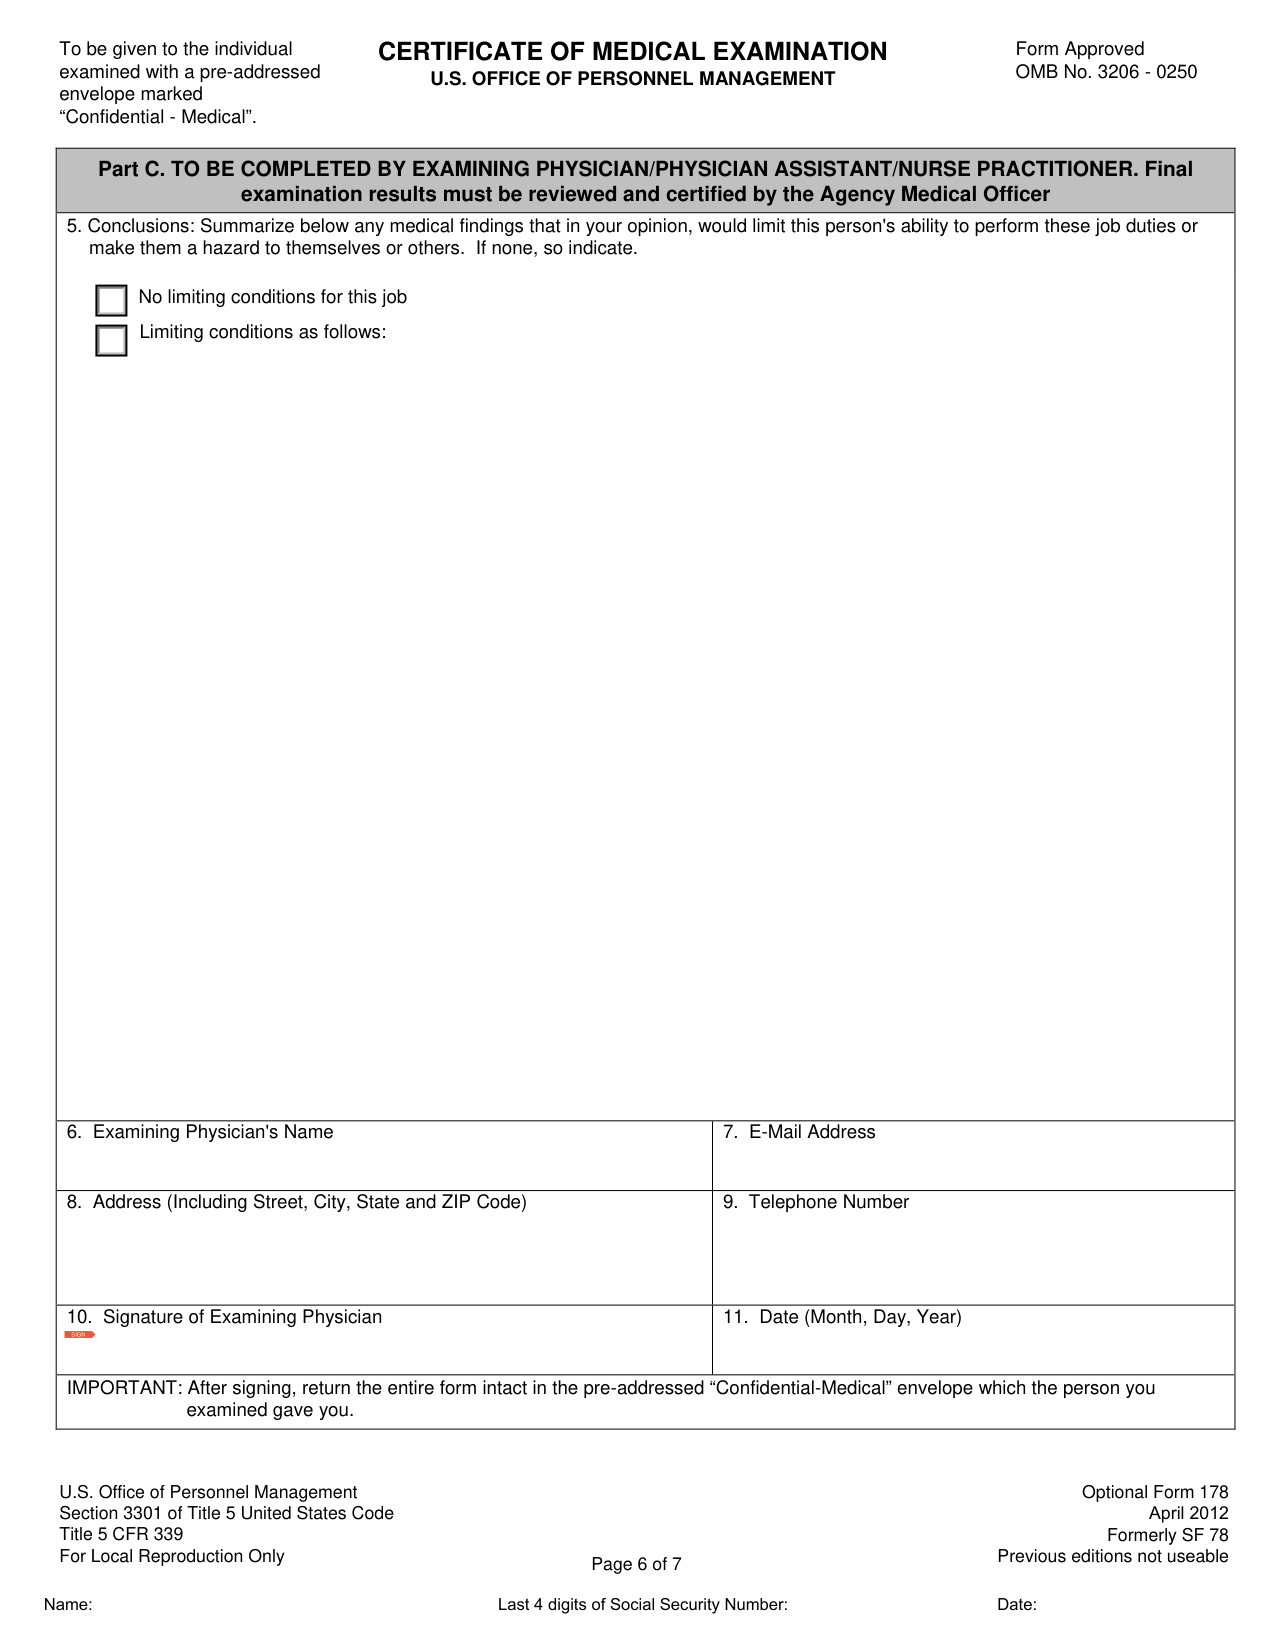 To be given to the individual
examined with a pre-addressed
envelope marked
“Confidential - Medical”.
CERTIFICATE OF MEDICAL EXAMINATION
U.S. OFFICE OF PERSONNEL MANAGEMENT
Form Approved
OMB No. 3206 - 0250
Part C. TO BE COMPLETED BY EXAMINING PHYSICIAN/PHYSICIAN ASSISTANT/NURSE PRACTITIONER. Final
examination results must be reviewed and certified by the Agency Medical Officer
5. Conclusions: Summarize below any medical findings that in your opinion, would limit this person's ability to perform these job duties or
make them a hazard to themselves or others.  If none, so indicate.
No limiting conditions for this job
Limiting conditions as follows:
6.  Examining Physician's Name
7.  E-Mail Address
8.  Address (Including Street, City, State and ZIP Code)
9.  Telephone Number
10.  Signature of Examining Physician
SIGN
11.  Date (Month, Day, Year)
IMPORTANT: After signing, return the entire form intact in the pre-addressed “Confidential-Medical” envelope which the person you
examined gave you.
U.S. Office of Personnel Management
Section 3301 of Title 5 United States Code
Title 5 CFR 339
For Local Reproduction Only
Page 6 of 7
Optional Form 178
April 2012
Formerly SF 78
Previous editions not useable
Name:
Last 4 digits of Social Security Number:
Date: